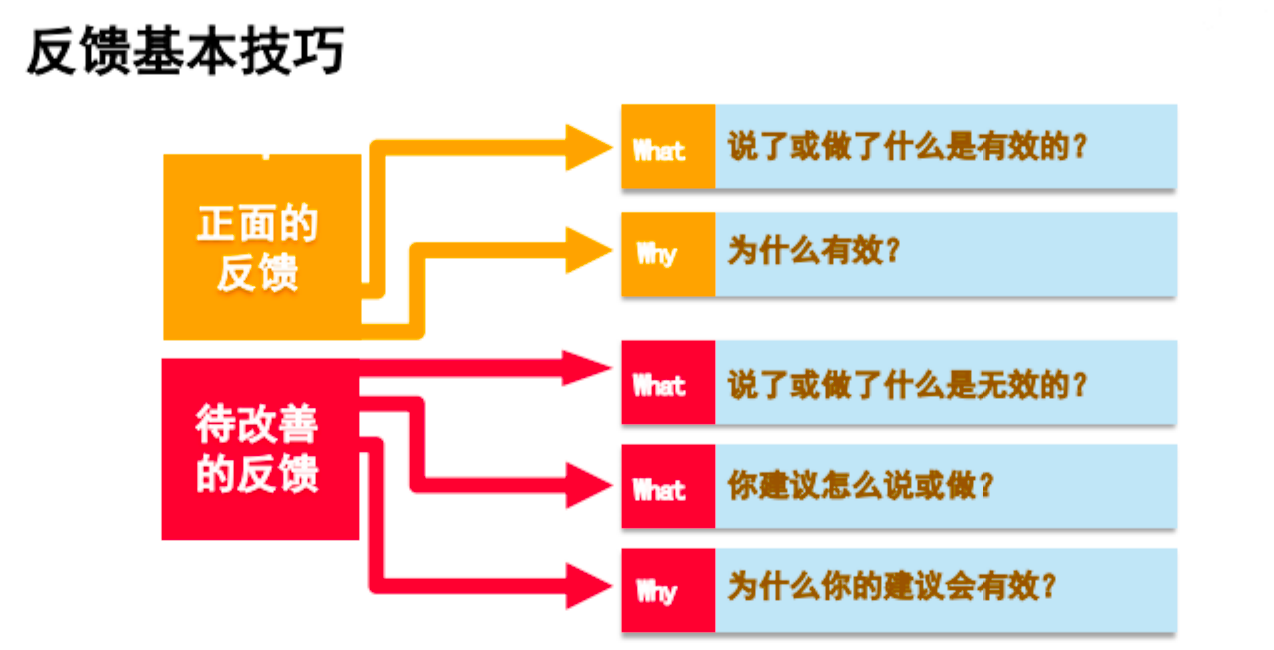 反馈基本技巧
正面的
反馈
What
说了或做了什么是有效的？
Why
为什么有效？
待改善
的反馈
What
说了或做了什么是无效的？
What
你建议怎么说或做？
Why
为什么你的建议会有效？